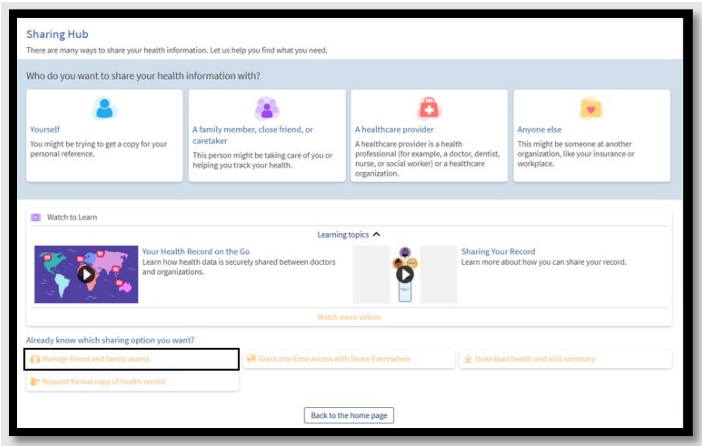 Sharing Hub
There are many ways to share your health information. Let us help you find what you need.
Who do you want to share your health information with?
Yourself
You might be trying to get a copy for your
personal reference.
A family member, close friend, or
caretaker
This person might be taking care of you or
helping you track your health.
A healthcare provider
A healthcare provider is a health
professional (for example, a doctor, dentist,
nurse, or social worker) or a healthcare
organization.
Anyone else
This might be someone at another
organization, like your insurance or
workplace.
Watch to Learn
Learning topics
Your Health Record on the Go
Learn how health data is securely shared between doctors
and organizations.
Sharing Your Record
Learn more about how you can share your record.
Watch more videos
Already know which sharing option you want?
Manage friend and family access
Grant one-time access with Share Everywhere
Download health and visit summary
Request formal copy of health record
Back to the home page